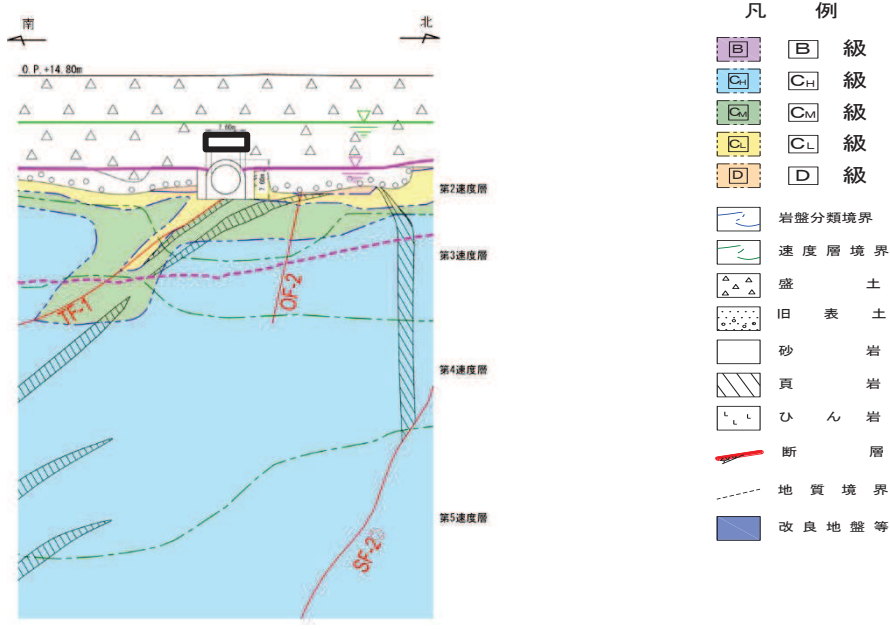 南
北
O.P.+14.80m
7.60m
7.60m
第2速度層
第3速度層
TF-1
OF-2
第4速度層
第5速度層
SF-2
凡 例
B B 級
CH CH 級
CM CM 級
CL CL 級
D D 級
岩盤分類境界
速度層境界
盛 土
旧表土
砂 岩
頁 岩
ひん岩
断 層
地質境界
改良地盤等